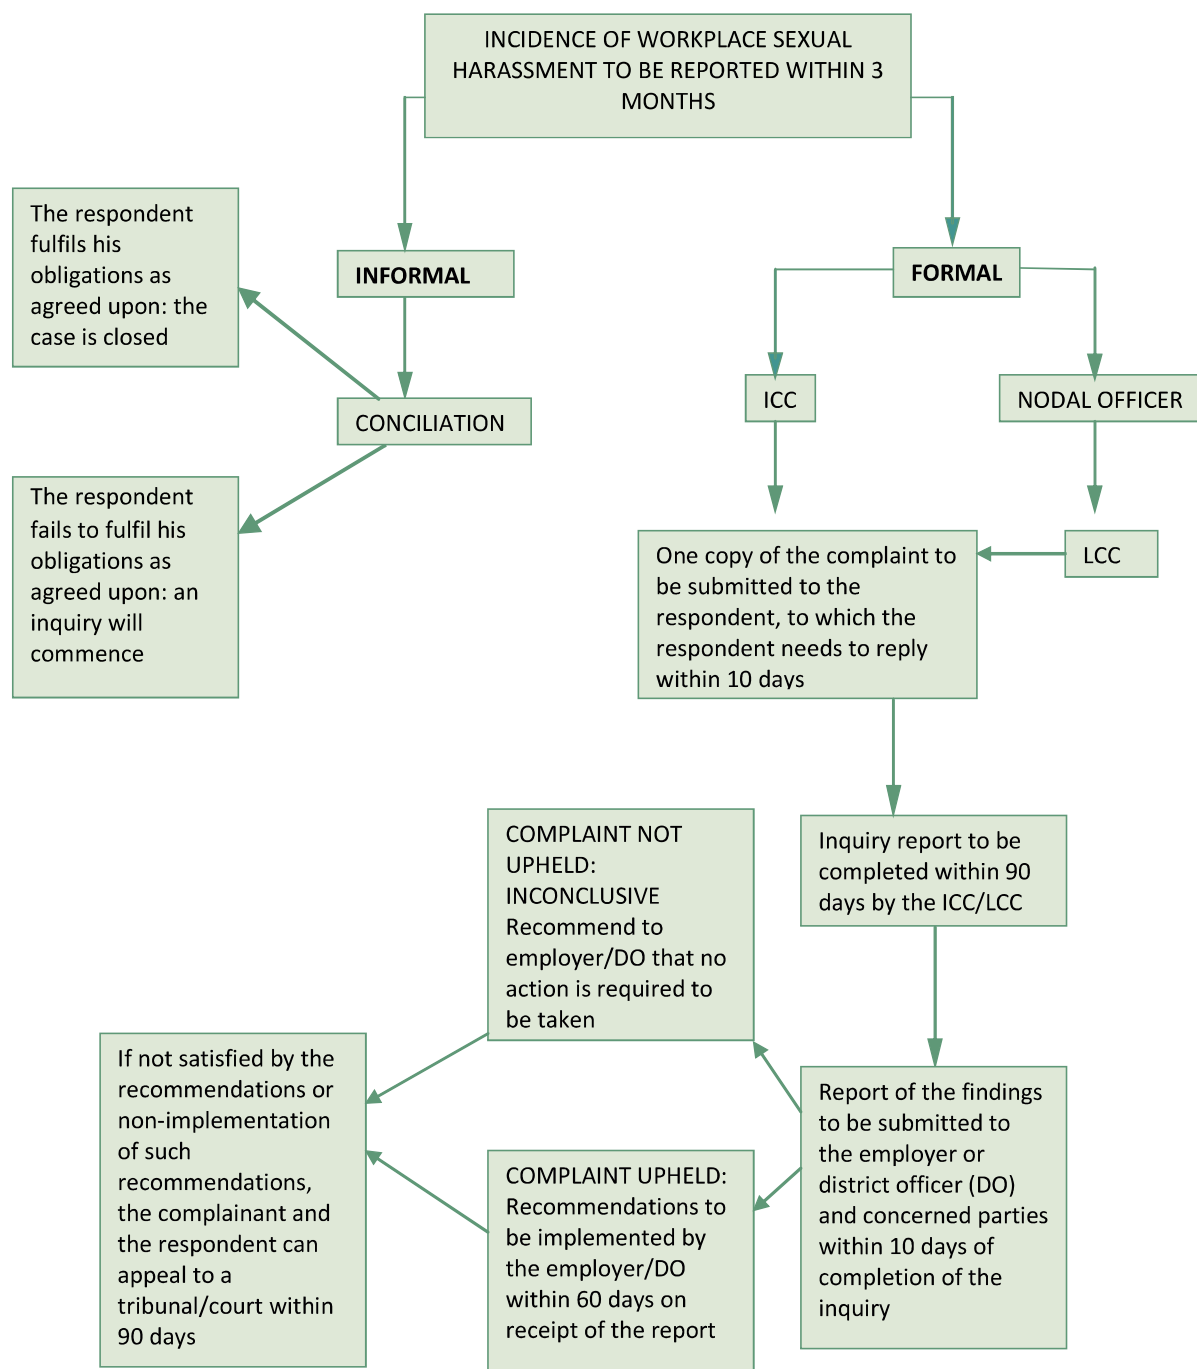 INCIDENCE OF WORKPLACE SEXUAL
HARASSMENT TO BE REPORTED WITHIN 3
MONTHS
The respondent
fulfils his
obligations as
agreed upon: the
case is closed
INFORMAL
FORMAL
CONCILIATION
ICC
NODAL OFFICER
The respondent
fails to fulfil his
obligations as
agreed upon: an
inquiry will
commence
One copy of the complaint to
be submitted to the
respondent, to which the
respondent needs to reply
within 10 days
LCC
COMPLAINT NOT
UPHELD:
INCONCLUSIVE
Recommend to
employer/DO that no
action is required to
be taken
Inquiry report to be
completed within 90
days by the ICC/LCC
If not satisfied by the
recommendations or
non-implementation
of such
recommendations,
the complainant and
the respondent can
appeal to a
tribunal/court within
90 days
COMPLAINT UPHELD:
Recommendations to
be implemented by
the employer/DO
within 60 days on
receipt of the report
Report of the findings
to be submitted to
the employer or
district officer (DO)
and concerned parties
within 10 days of
completion of the
inquiry